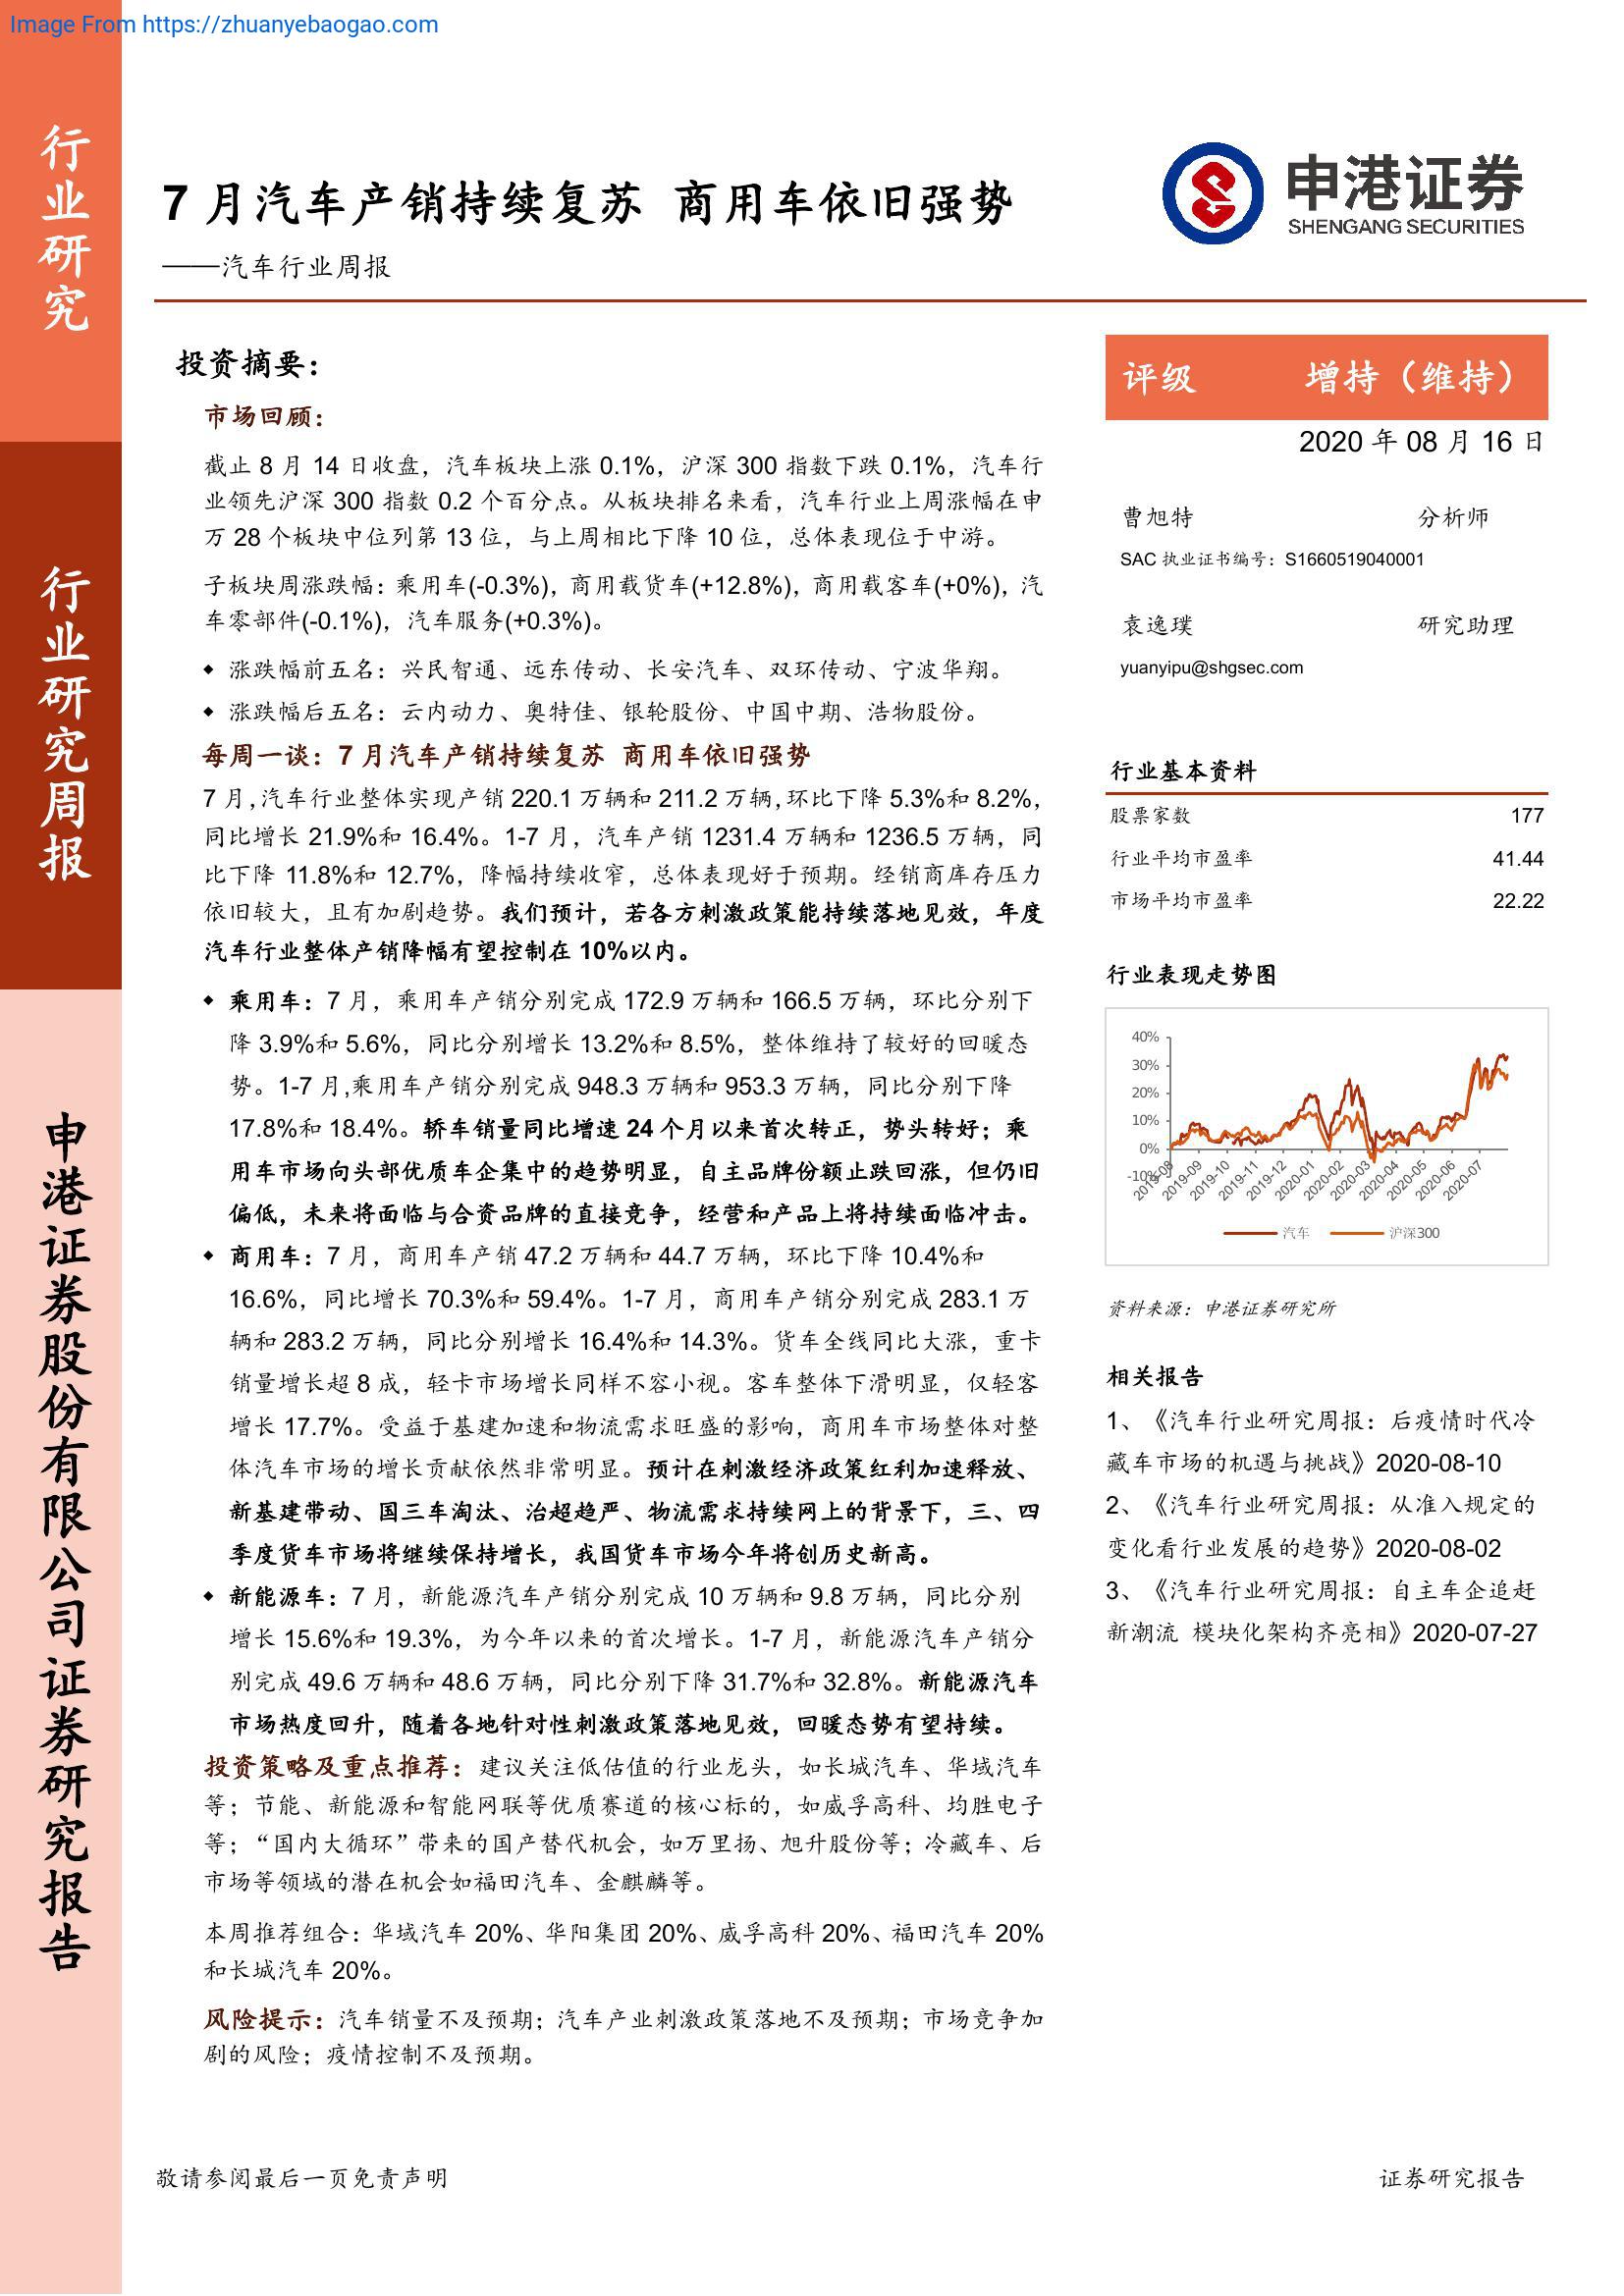 Image From https://zhuanyebaogao.com
行业研究
行业研究周报
申港证券股份有限公司证券研究报告
7 月汽车产销持续复苏 商用车依旧强势
——汽车行业周报
申港证券
SHENGANG SECURITIES
投资摘要：
市场回顾：
截止 8 月 14 日收盘，汽车板块上涨 0.1%，沪深 300 指数下跌 0.1%，汽车行
业领先沪深 300 指数 0.2 个百分点。从板块排名来看，汽车行业上周涨幅在申
万 28 个板块中位列第 13 位，与上周相比下降 10 位，总体表现位于中游。
子板块周涨跌幅：乘用车(-0.3%)，商用载货车(+12.8%)，商用载客车(+0%)，汽
车零部件(-0.1%)，汽车服务(+0.3%)。
◆ 涨跌幅前五名：兴民智通、远东传动、长安汽车、双环传动、宁波华翔。
◆ 涨跌幅后五名：云内动力、奥特佳、银轮股份、中国中期、浩物股份。
每周一谈：7 月汽车产销持续复苏 商用车依旧强势
7 月,汽车行业整体实现产销 220.1 万辆和 211.2 万辆,环比下降 5.3%和 8.2%，
同比增长 21.9%和 16.4%。1-7 月，汽车产销 1231.4 万辆和 1236.5 万辆，同
比下降 11.8%和 12.7%，降幅持续收窄，总体表现好于预期。经销商库存压力
依旧较大，且有加剧趋势。我们预计，若各方刺激政策能持续落地见效，年度
汽车行业整体产销降幅有望控制在 10%以内。
◆ 乘用车：7 月，乘用车产销分别完成 172.9 万辆和 166.5 万辆，环比分别下
降 3.9%和 5.6%，同比分别增长 13.2%和 8.5%，整体维持了较好的回暖态
势。1-7 月,乘用车产销分别完成 948.3 万辆和 953.3 万辆，同比分别下降
17.8%和 18.4%。轿车销量同比增速 24 个月以来首次转正，势头转好；乘
用车市场向头部优质车企集中的趋势明显，自主品牌份额止跌回涨，但仍旧
偏低，未来将面临与合资品牌的直接竞争，经营和产品上将持续面临冲击。
◆ 商用车：7 月，商用车产销 47.2 万辆和 44.7 万辆，环比下降 10.4%和
16.6%，同比增长 70.3%和 59.4%。1-7 月，商用车产销分别完成 283.1 万
辆和 283.2 万辆，同比分别增长 16.4%和 14.3%。货车全线同比大涨，重卡
销量增长超 8 成，轻卡市场增长同样不容小视。客车整体下滑明显，仅轻客
增长 17.7%。受益于基建加速和物流需求旺盛的影响，商用车市场整体对整
体汽车市场的增长贡献依然非常明显。预计在刺激经济政策红利加速释放、
新基建带动、国三车淘汰、治超趋严、物流需求持续网上的背景下，三、四
季度货车市场将继续保持增长，我国货车市场今年将创历史新高。
◆ 新能源车：7 月，新能源汽车产销分别完成 10 万辆和 9.8 万辆，同比分别
增长 15.6%和 19.3%，为今年以来的首次增长。1-7 月，新能源汽车产销分
别完成 49.6 万辆和 48.6 万辆，同比分别下降 31.7%和 32.8%。新能源汽车
市场热度回升，随着各地针对性刺激政策落地见效，回暖态势有望持续。
投资策略及重点推荐：建议关注低估值的行业龙头，如长城汽车、华域汽车
等；节能、新能源和智能网联等优质赛道的核心标的，如威孚高科、均胜电子
等；“国内大循环”带来的国产替代机会，如万里扬、旭升股份等；冷藏车、后
市场等领域的潜在机会如福田汽车、金麒麟等。
本周推荐组合：华域汽车 20%、华阳集团 20%、威孚高科 20%、福田汽车 20%
和长城汽车 20%。
风险提示：汽车销量不及预期；汽车产业刺激政策落地不及预期；市场竞争加
剧的风险；疫情控制不及预期。
评级 增持（维持）
2020 年 08 月 16 日
曹旭特 分析师
SAC 执业证书编号：S1660519040001
袁逸璞 研究助理
yuanyipu@shgsec.com
行业基本资料
股票家数 177
行业平均市盈率 41.44
市场平均市盈率 22.22
行业表现走势图
40%
30%
20%
10%
0%
-10%
2019-08 2019-09 2019-10 2019-11 2019-12 2020-01 2020-02 2020-03 2020-04 2020-05 2020-06 2020-07
汽车 沪深300
资料来源：申港证券研究所
相关报告
1、《汽车行业研究周报：后疫情时代冷
藏车市场的机遇与挑战》2020-08-10
2、《汽车行业研究周报：从准入规定的
变化看行业发展的趋势》2020-08-02
3、《汽车行业研究周报：自主车企追赶
新潮流 模块化架构齐亮相》2020-07-27
敬请参阅最后一页免责声明 证券研究报告